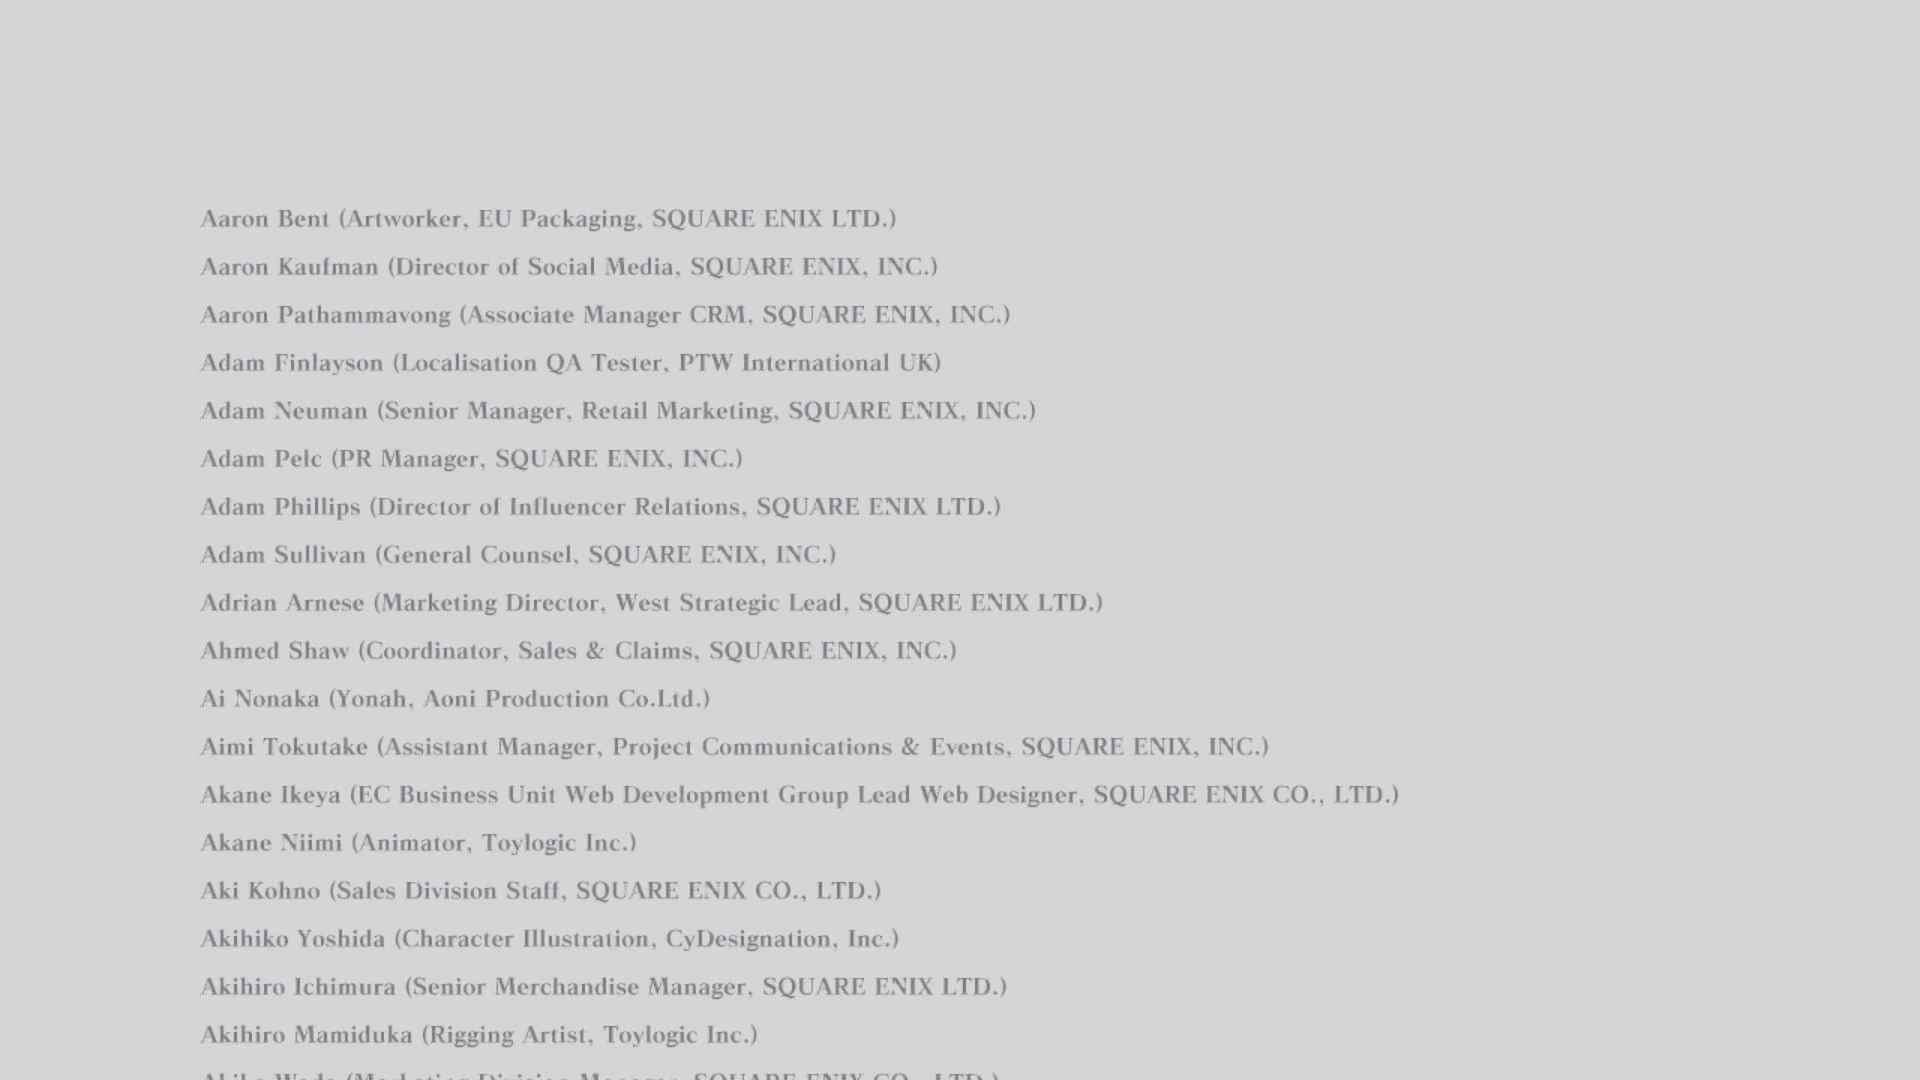 Aaron Bent (Artworker, EU Packaging, SQUARE ENIX LTD.)
Aaron Kaufman (Director of Social Media, SQUARE ENIX, INC.)
Aaron Pathammavong (Associate Manager CRM, SQUARE ENIX, INC.)
Adam Finlayson (Localisation QA Tester, PTW International UK)
Adam Neuman (Senior Manager, Retail Marketing, SQUARE ENIX, INC.)
Adam Pelc (PR Manager, SQUARE ENIX, INC.)
Adam Phillips (Director of Influencer Relations, SQUARE ENIX LTD.)
Adam Sullivan (General Counsel, SQUARE ENIX, INC.)
Adrian Arnese (Marketing Director, West Strategic Lead, SQUARE ENIX LTD.)
Ahmed Shaw (Coordinator, Sales & Claims, SQUARE ENIX, INC.)
Ai Nonaka (Yonah, Aoni Production Co.Ltd.)
Aimi Tokutake (Assistant Manager, Project Communications & Events, SQUARE ENIX, INC.)
Akane Ikeya (EC Business Unit Web Development Group Lead Web Designer, SQUARE ENIX CO., LTD.)
Akane Niimi (Animator, Toylogic Inc.)
Aki Kohno (Sales Division Staff, SQUARE ENIX CO., LTD.)
Akihiko Yoshida (Character Illustration, CyDesignation, Inc.)
Akihiro Ichimura (Senior Merchandise Manager, SQUARE ENIX LTD.)
Akihiro Mamiduka (Rigging Artist, Toylogic Inc.)
(Marketing Division Manager, SQUARE ENIX CO., LTD.)